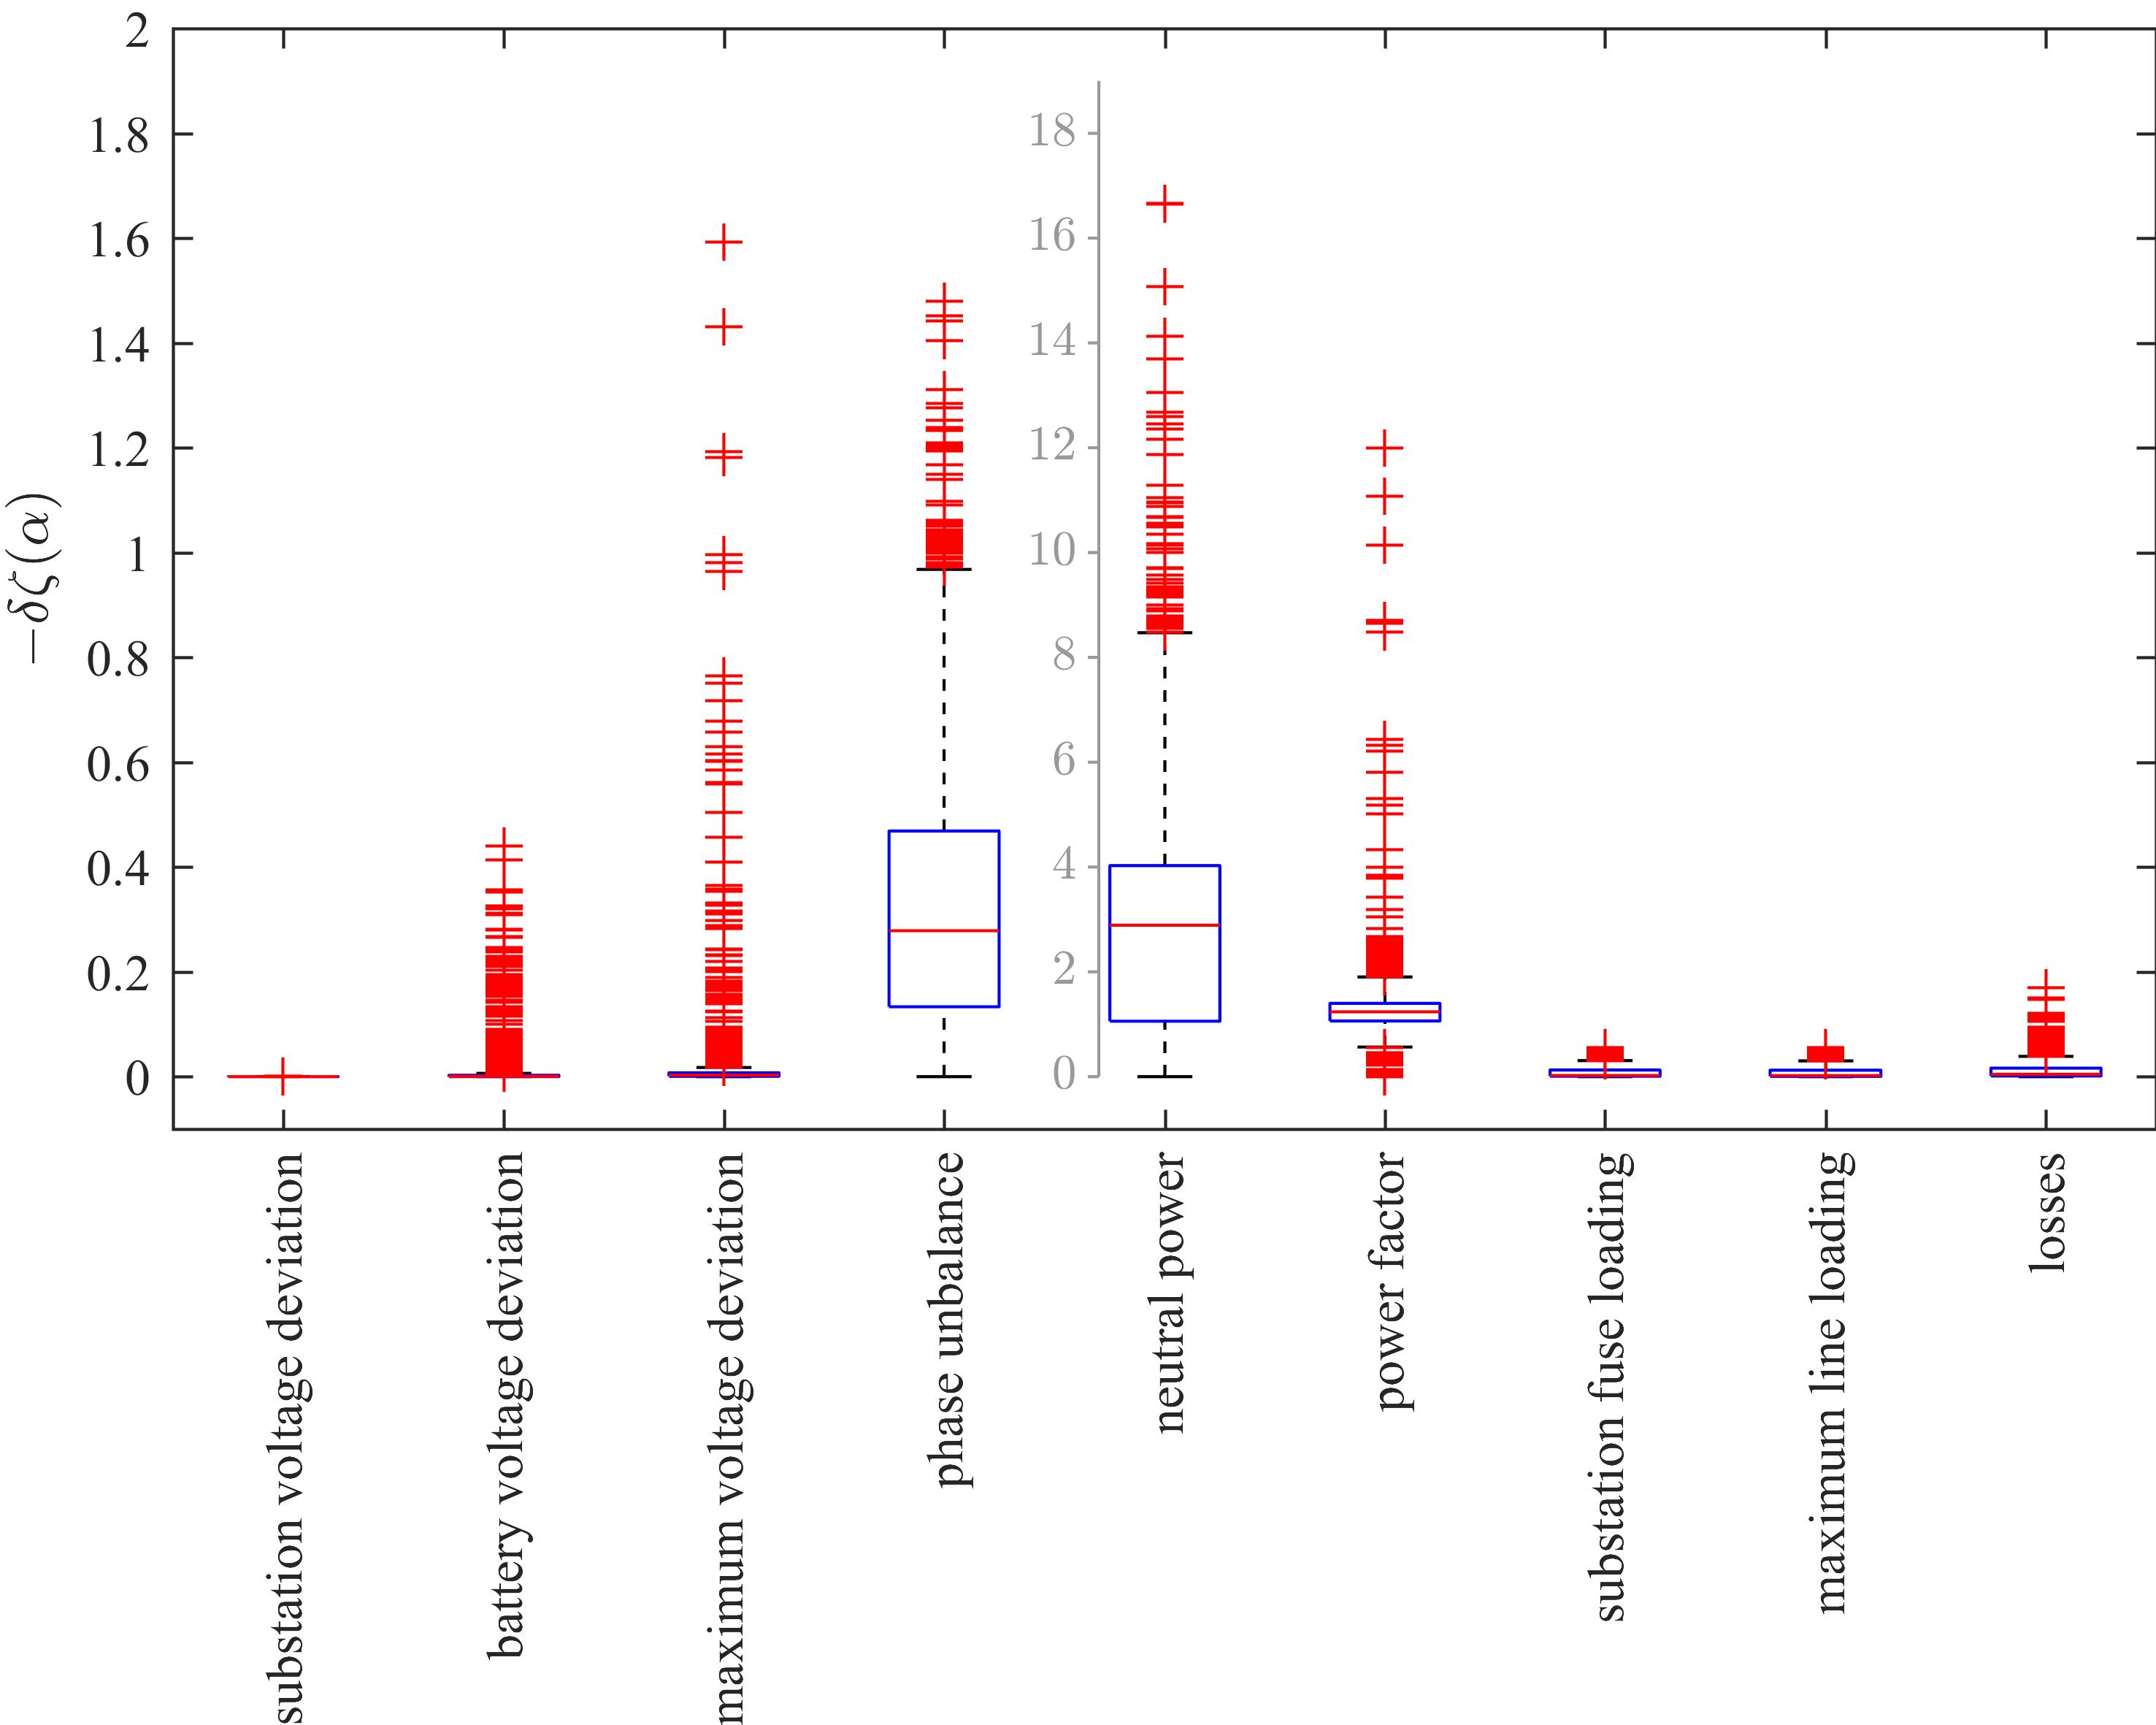 −δζ(α)
2
1.8
1.6
1.4
1.2
1
0.8
0.6
0.4
0.2
0
18
16
14
12
10
8
6
4
2
0
substation voltage deviation
battery voltage deviation
maximum voltage deviation
phase unbalance
neutral power
power factor
substation fuse loading
maximum line loading
losses